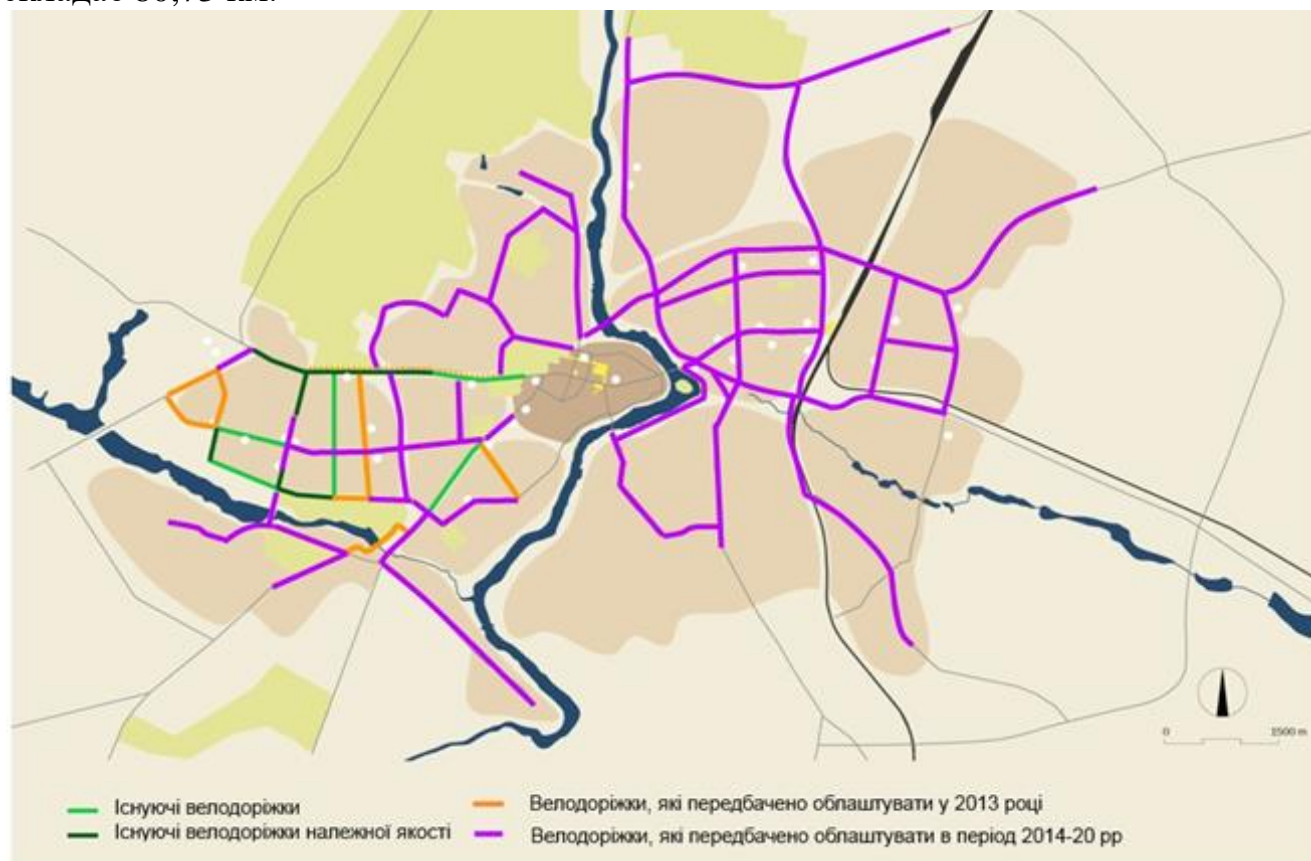 0 1500 m
Існуючі велодоріжки
Існуючі велодоріжки належної якості
Велодоріжки, які передбачено облаштувати у 2013 році
Велодоріжки, які передбачено облаштувати в період 2014-20 рр